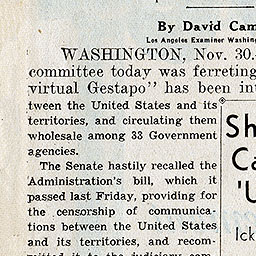 By David Cam
Los Angeles Examiner Washing
WASHINGTON, Nov. 30.
committee today was ferreting
virtual Gestapo" has been in
tween the United States and its
territories, and circulating them
wholesale among 33 Government
agencies.
The Senate hastily recalled the
Administration's bill, which it
passed last Friday, providing for
the censorship of communica-
tions between the United States
and its territories, and recom-
mitted it to the judiciary com-
Sh
Ca
'U
Ick